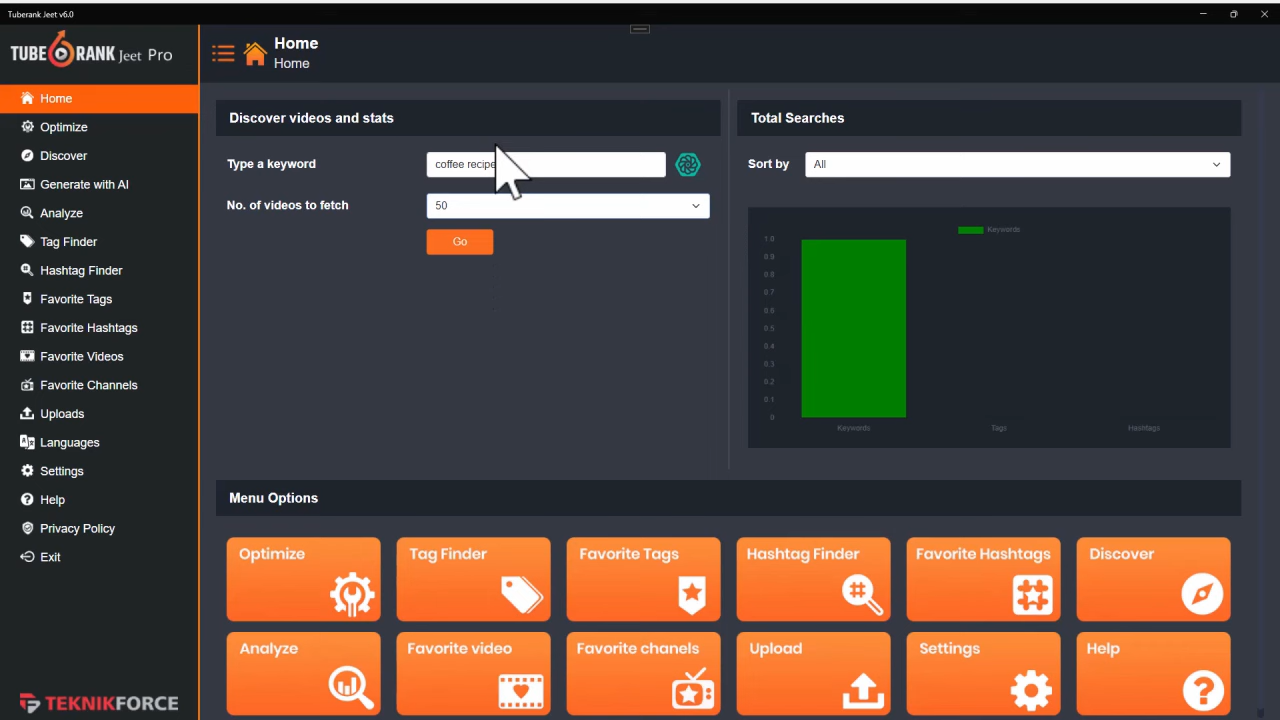 Tuberank Jeet v6.0
TUBE RANK Jeet Pro
Home
Home
Home
Optimize
Discover
Generate with AI
Analyze
Tag Finder
Hashtag Finder
Favorite Tags
Favorite Hashtags
Favorite Videos
Favorite Channels
Uploads
Languages
Settings
Help
Privacy Policy
Exit
TEKNIKFORCE
Discover videos and stats
Type a keyword
coffee recipe
No. of videos to fetch
50
Go
Total Searches
Sort by
All
Keywords
1.0
0.9
0.8
0.7
0.6
0.5
0.4
0.3
0.2
0.1
0
Keywords Tags Hashtags
Menu Options
Optimize
Tag Finder
Favorite Tags
Hashtag Finder
Favorite Hashtags
Discover
Analyze
Favorite video
Favorite chanels
Upload
Settings
Help